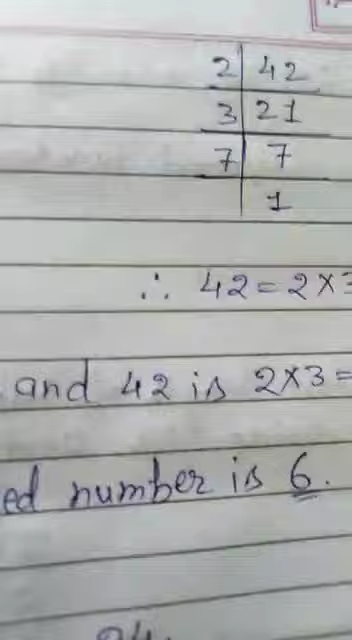 2 | 42
3 | 21
7 | 7
1
∴ 42 = 2 × 3
and 42 is 2×3 =
ed number is 6.
24